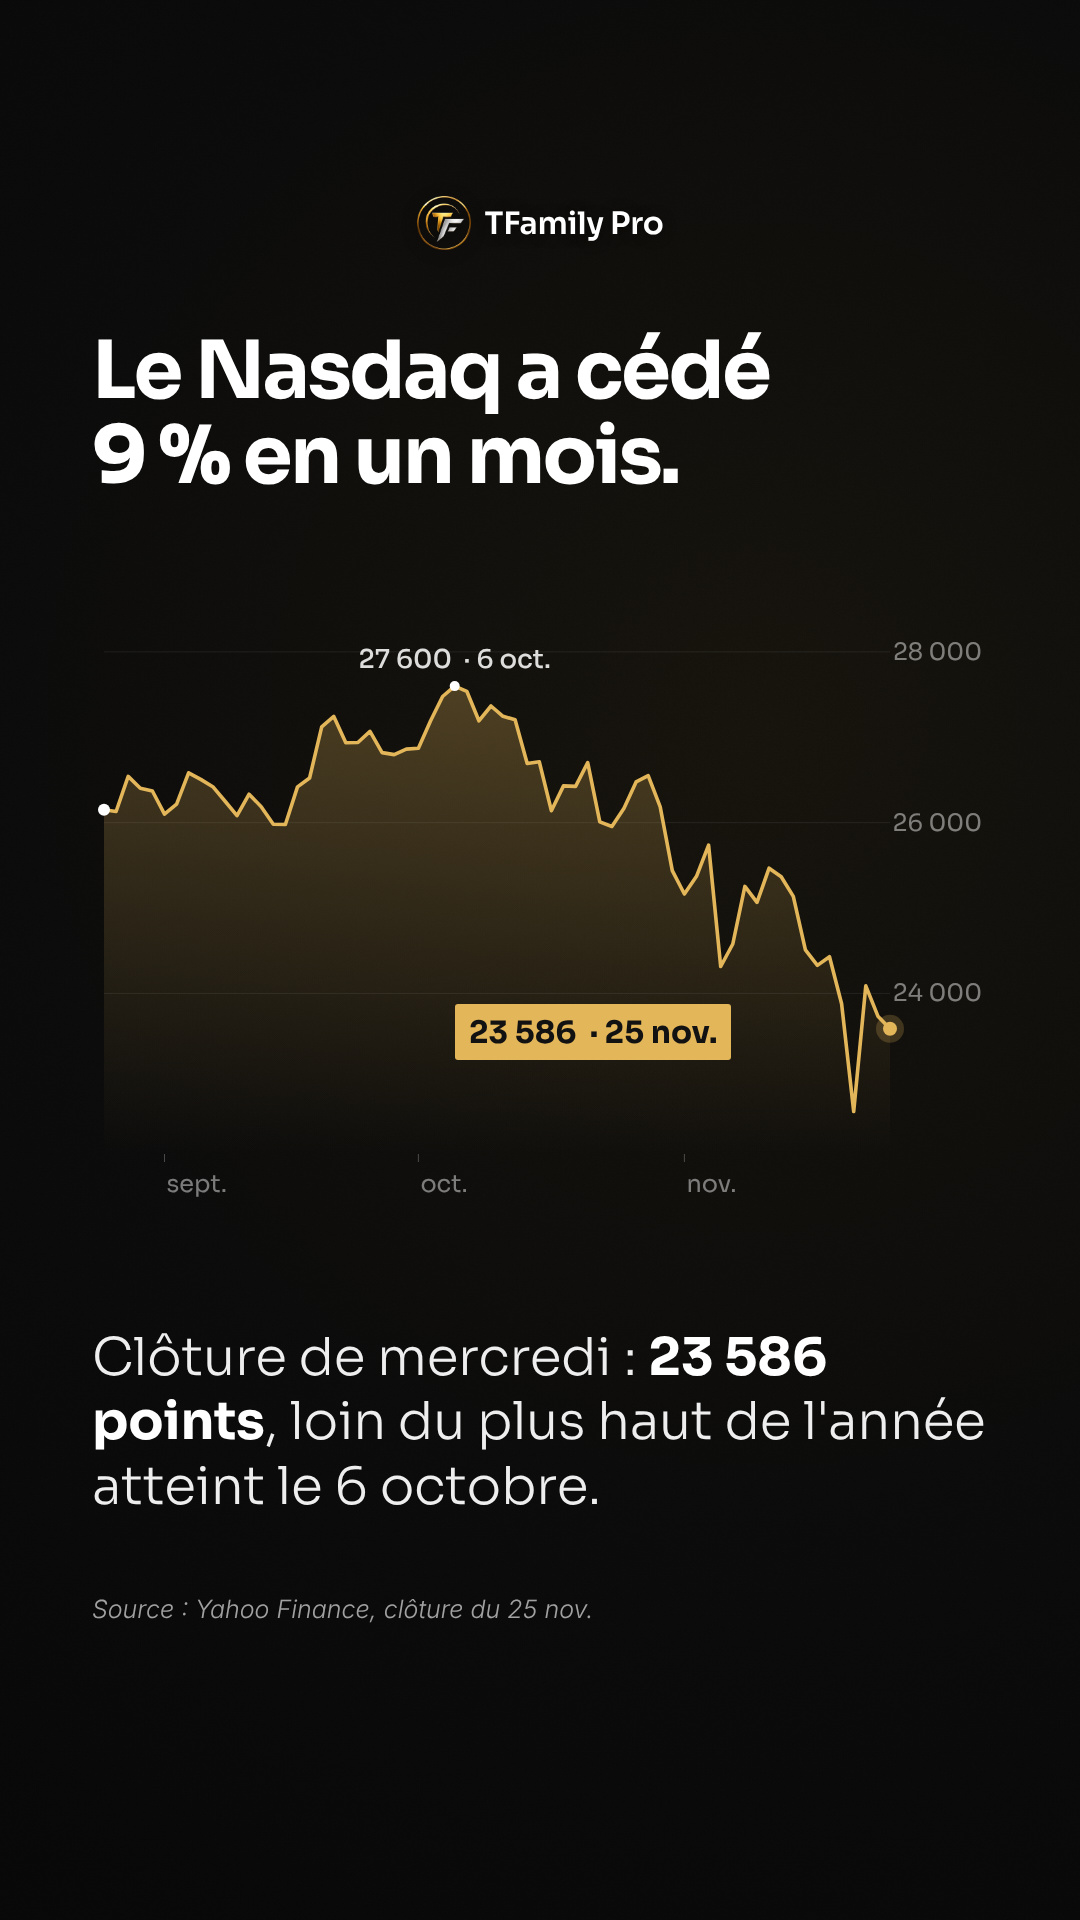 TF TFamily Pro
Le Nasdaq a cédé
9 % en un mois.
28 000
27 600 · 6 oct.
26 000
24 000
23 586 · 25 nov.
sept. oct. nov.
Clôture de mercredi : 23 586
points, loin du plus haut de l'année
atteint le 6 octobre.
Source : Yahoo Finance, clôture du 25 nov.